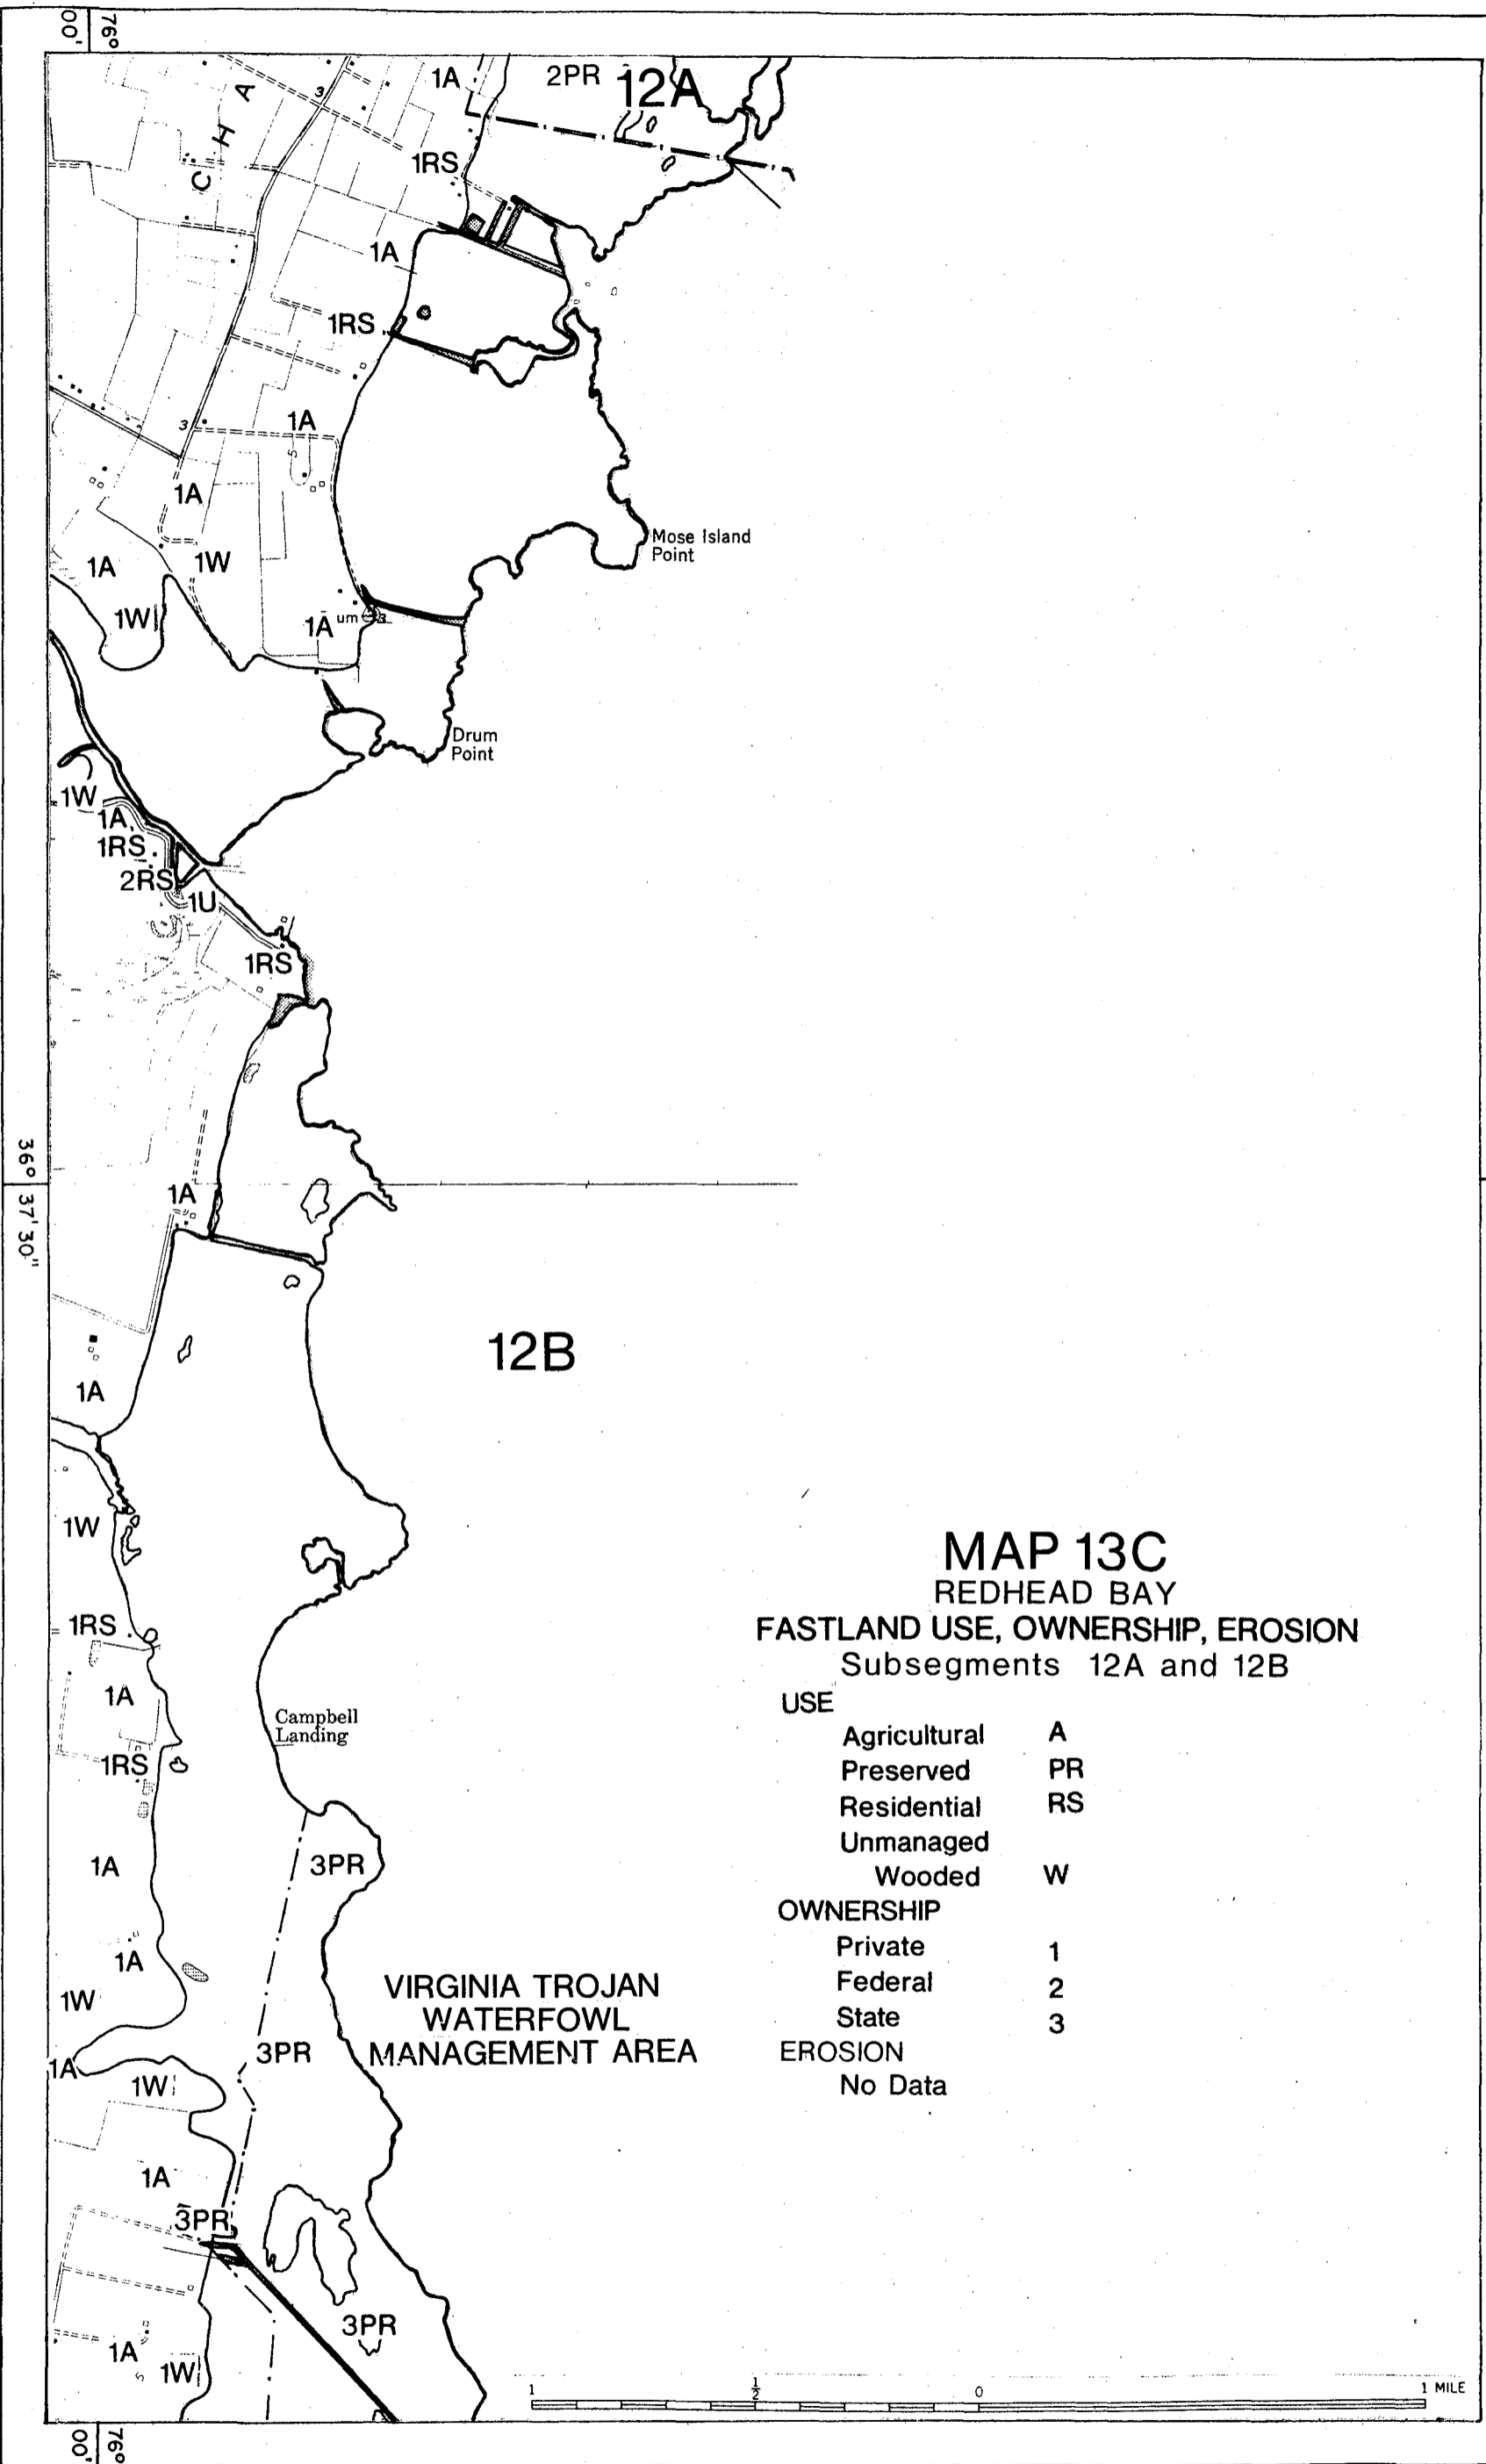 76°
00'
1A
2PR
12A
3
C H A
1RS
1A
1RS
3
1A
1A
1W
Mose Island
Point
1A
1W
1A
um
3
Drum
Point
1W
1A
1RS
2RS
1U
1RS
36° 37' 30"
1A
12B
1A
1W
MAP 13C
REDHEAD BAY
FASTLAND USE, OWNERSHIP, EROSION
Subsegments 12A and 12B
USE
Agricultural A
Preserved PR
Residential RS
Unmanaged
Wooded W
OWNERSHIP
Private 1
Federal 2
State 3
EROSION
No Data
1RS
1A
Campbell
Landing
1RS
1A
3PR
1A
1W
VIRGINIA TROJAN
WATERFOWL
MANAGEMENT AREA
3PR
1A
1W
1A
3PR
3PR
1A
1W
1 ½ 0 1 MILE
76°
00'